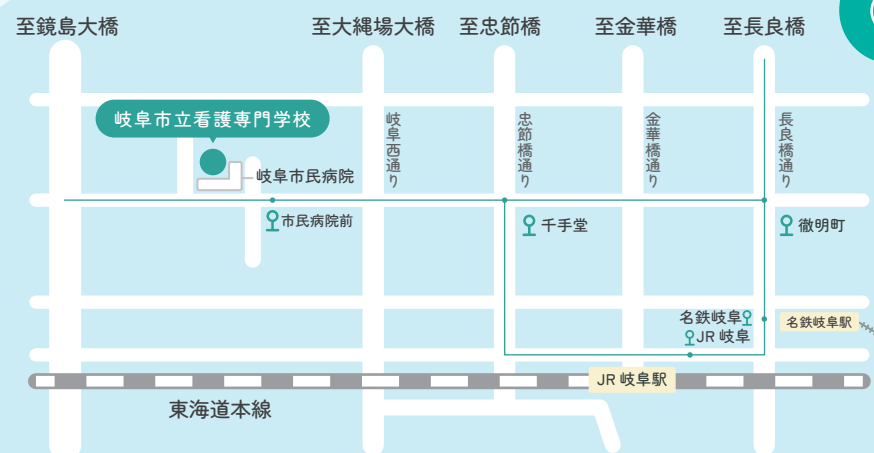 至鏡島大橋
至大縄場大橋
至忠節橋
至金華橋
至長良橋
岐阜市立看護専門学校
岐阜西通り
忠節橋通り
金華橋通り
長良橋通り
岐阜市民病院
市民病院前
千手堂
徹明町
名鉄岐阜
名鉄岐阜駅
JR 岐阜
JR 岐阜駅
東海道本線